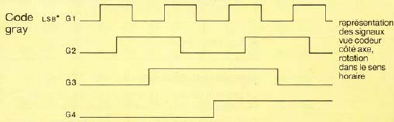 Code
gray
LSB* G1
G2
G3
G4
représentation
des signaux
vue codeur
côté axe,
rotation
dans le sens
horaire